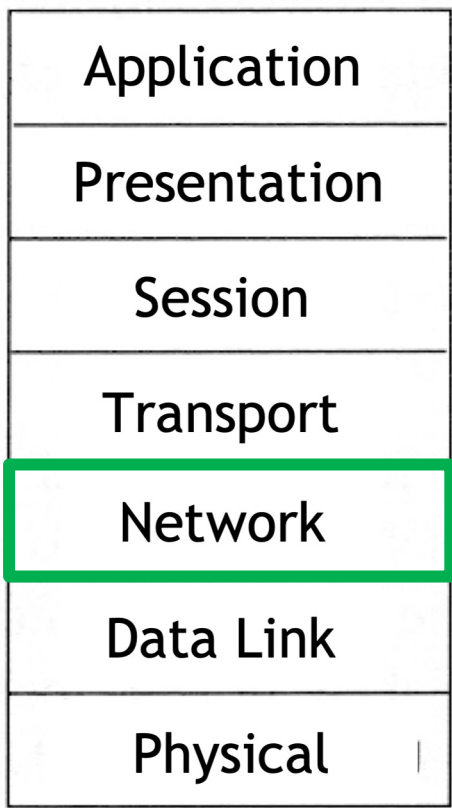 Application
Presentation
Session
Transport
Network
Data Link
Physical